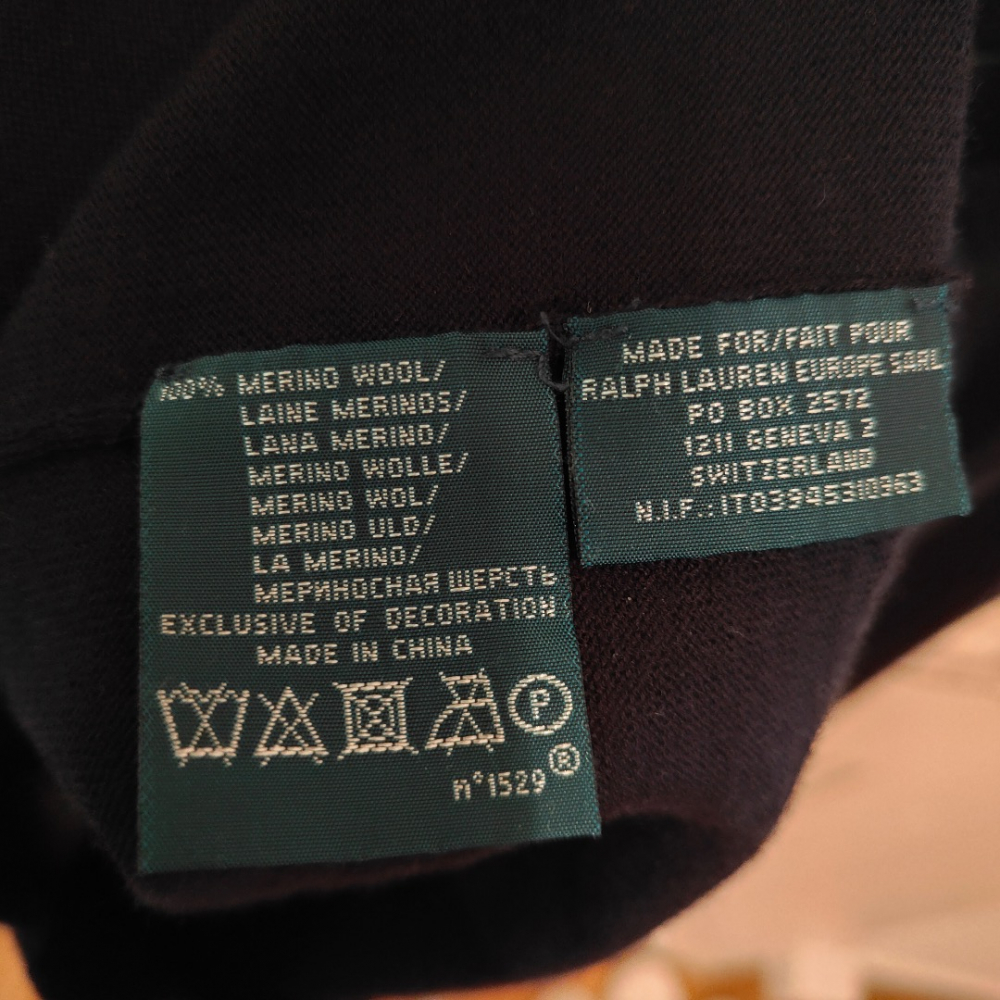 100% MERINO WOOL/
LAINE MERINOS/
LANA MERINO/
MERINO WOLLE/
MERINO WOL/
MERINO ULD/
LA MERINO/
МЕРИНОСНАЯ ШЕРСТЬ
EXCLUSIVE OF DECORATION
MADE IN CHINA
P
®
n°1529
MADE FOR/FAIT POUR
RALPH LAUREN EUROPE SARL
PO BOX 2572
1211 GENEVA 2
SWITZERLAND
N.I.F.: